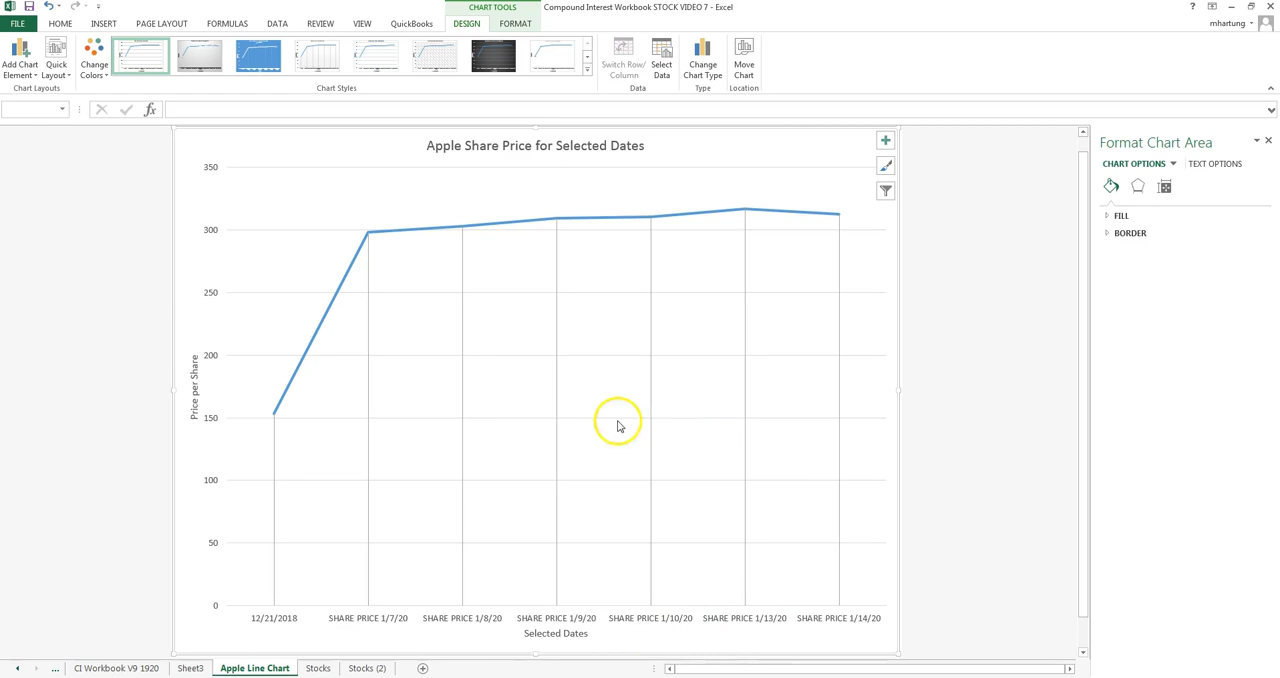 CHART TOOLS
Compound Interest Workbook STOCK VIDEO 7 - Excel
?
FILE HOME INSERT PAGE LAYOUT FORMULAS DATA REVIEW VIEW QuickBooks DESIGN FORMAT
mhartung
Add Chart Element
Quick Layout
Change Colors
Switch Row/ Column
Select Data
Change Chart Type
Move Chart
Chart Layouts
Chart Styles
Data
Type
Location
fx
Apple Share Price for Selected Dates
350
300
250
200
150
100
50
0
Price per Share
12/21/2018 SHARE PRICE 1/7/20 SHARE PRICE 1/8/20 SHARE PRICE 1/9/20 SHARE PRICE 1/10/20 SHARE PRICE 1/13/20 SHARE PRICE 1/14/20
Selected Dates
Format Chart Area
CHART OPTIONS TEXT OPTIONS
FILL
BORDER
... CI Workbook V9 1920 Sheet3 Apple Line Chart Stocks Stocks (2)